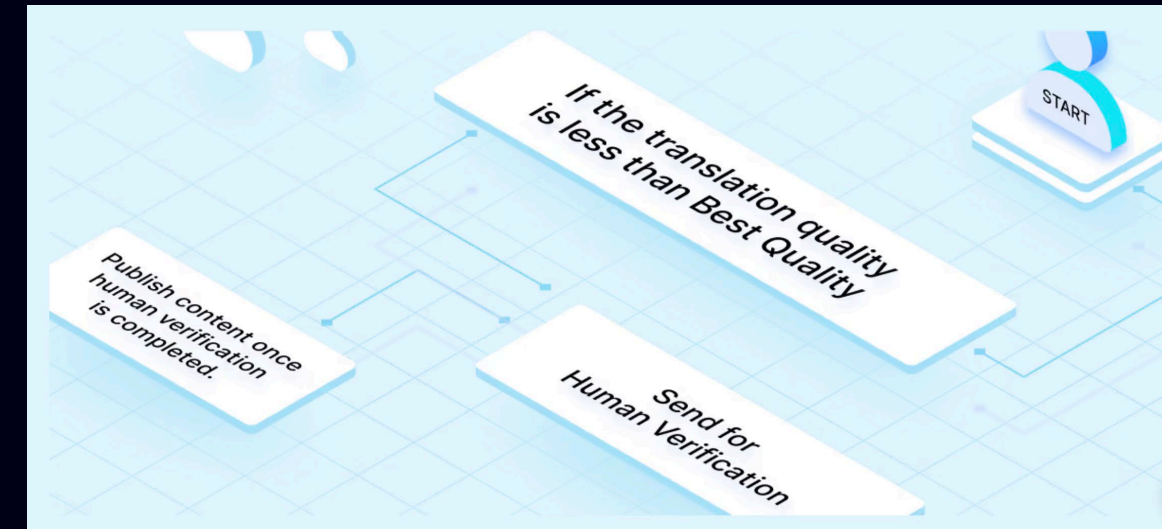 If the translation quality
is less than Best Quality
START
Publish content once
human verification
is completed.
Send for
Human Verification